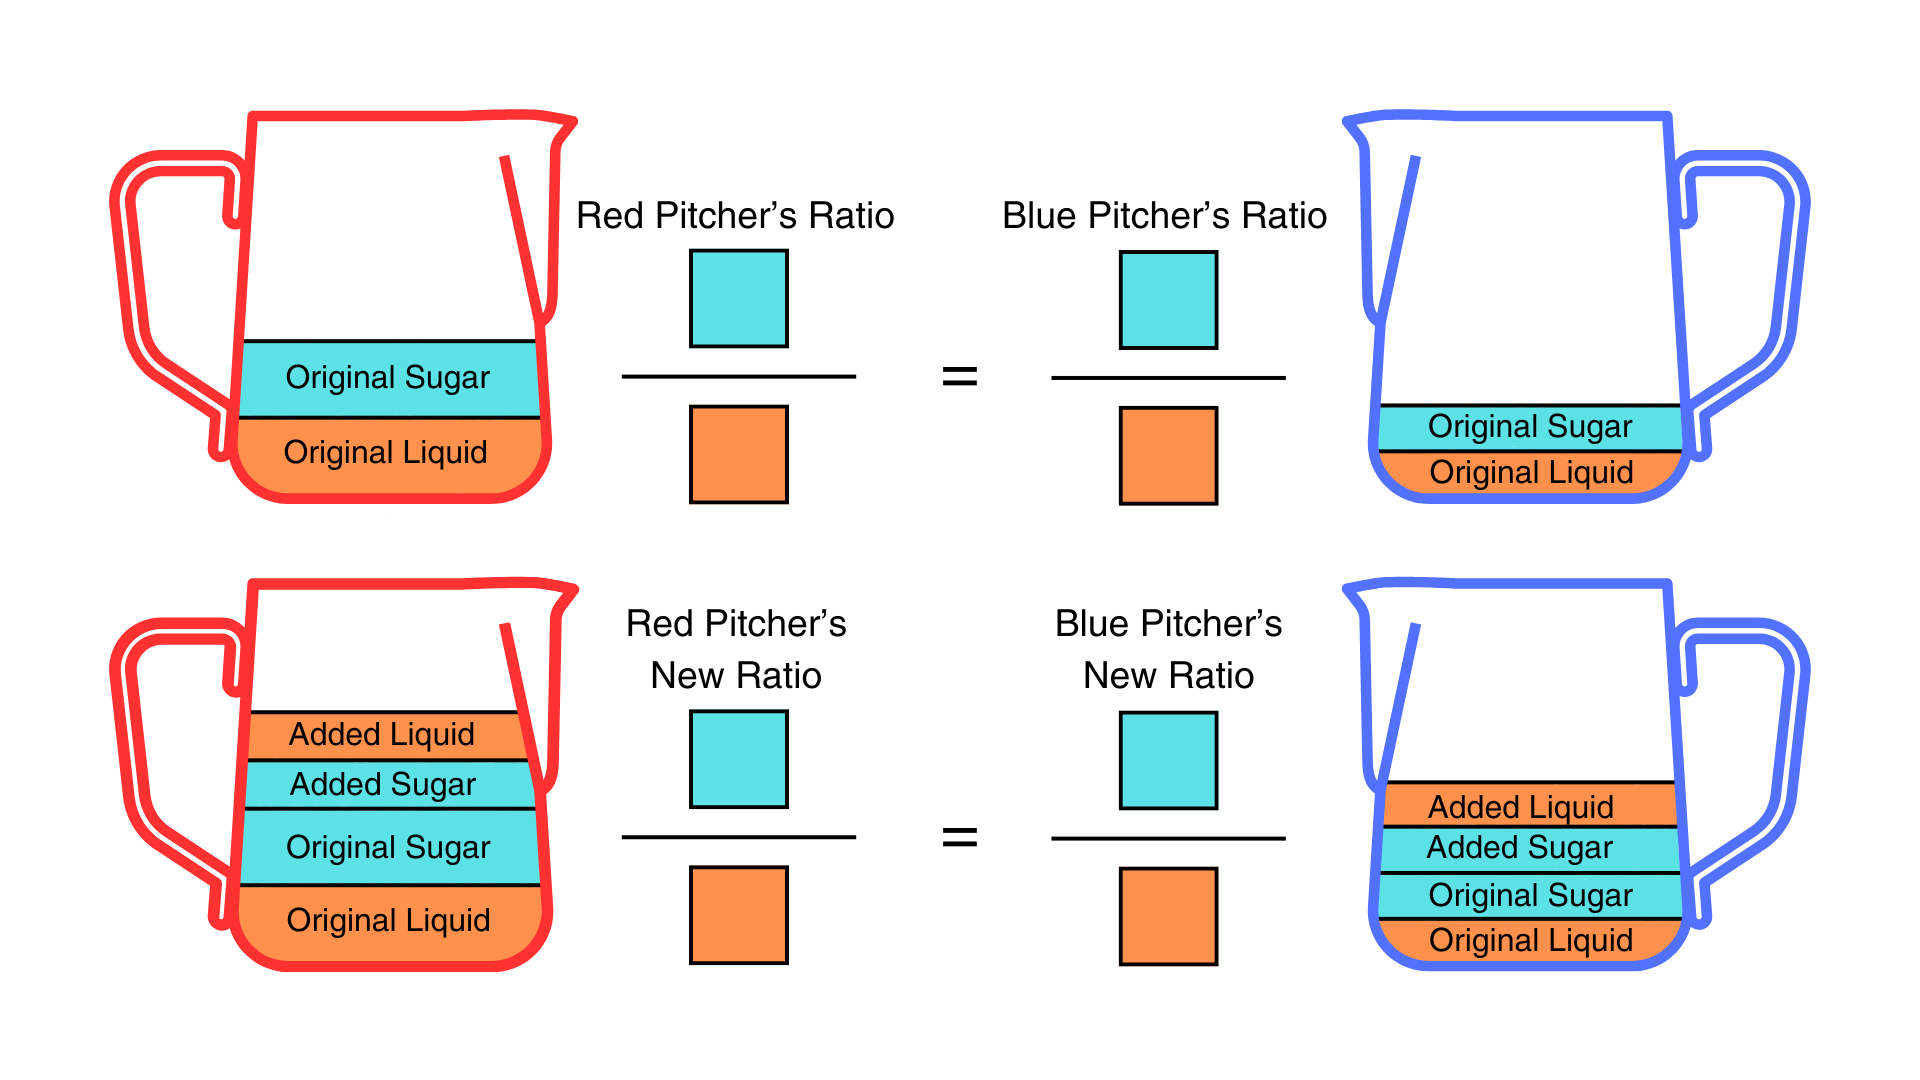 Red Pitcher’s Ratio
=
Blue Pitcher’s Ratio
Original Sugar
Original Liquid
Original Sugar
Original Liquid
Red Pitcher’s
New Ratio
=
Blue Pitcher’s
New Ratio
Added Liquid
Added Sugar
Original Sugar
Original Liquid
Added Liquid
Added Sugar
Original Sugar
Original Liquid